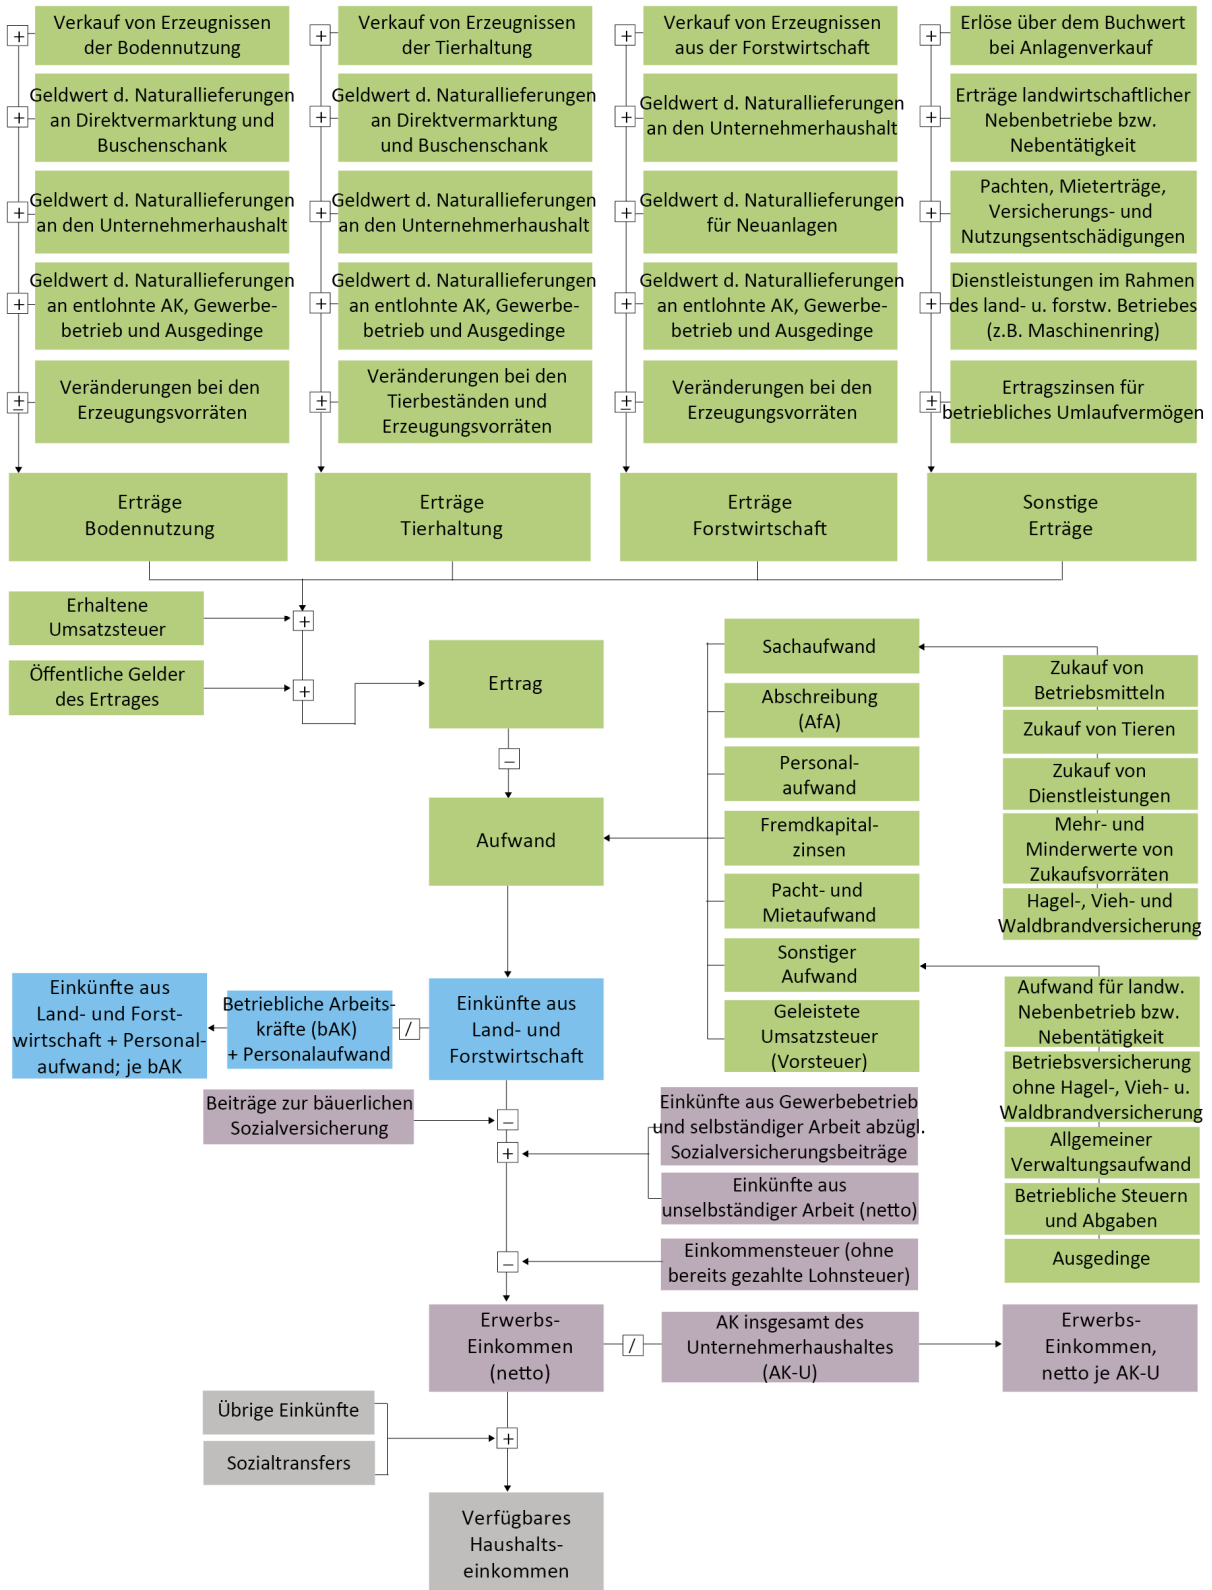 +
Verkauf von Erzeugnissen
der Bodennutzung
+
Geldwert d. Naturallieferungen
an Direktvermarktung und
Buschenschank
+
Geldwert d. Naturallieferungen
an den Unternehmerhaushalt
+
Geldwert d. Naturallieferungen
an entlohnte AK, Gewerbe-
betrieb und Ausgedinge
±
Veränderungen bei den
Erzeugungsvorräten
Erträge
Bodennutzung
+
Verkauf von Erzeugnissen
der Tierhaltung
+
Geldwert d. Naturallieferungen
an Direktvermarktung
und Buschenschank
+
Geldwert d. Naturallieferungen
an den Unternehmerhaushalt
+
Geldwert d. Naturallieferungen
an entlohnte AK, Gewerbe-
betrieb und Ausgedinge
±
Veränderungen bei den
Tierbeständen und
Erzeugungsvorräten
Erträge
Tierhaltung
+
Verkauf von Erzeugnissen
aus der Forstwirtschaft
+
Geldwert d. Naturallieferungen
an den Unternehmerhaushalt
+
Geldwert d. Naturallieferungen
für Neuanlagen
+
Geldwert d. Naturallieferungen
an entlohnte AK, Gewerbe-
betrieb und Ausgedinge
±
Veränderungen bei den
Erzeugungsvorräten
Erträge
Forstwirtschaft
+
Erlöse über dem Buchwert
bei Anlagenverkauf
+
Erträge landwirtschaftlicher
Nebenbetriebe bzw.
Nebentätigkeit
+
Pachten, Mieterträge,
Versicherungs- und
Nutzungsentschädigungen
+
Dienstleistungen im Rahmen
des land- u. forstw. Betriebes
(z.B. Maschinenring)
±
Ertragszinsen für
betriebliches Umlaufvermögen
Sonstige
Erträge
Erhaltene
Umsatzsteuer
+
Öffentliche Gelder
des Ertrages
+
Ertrag
–
Aufwand
Sachaufwand
Abschreibung
(AfA)
Personal-
aufwand
Fremdkapital-
zinsen
Pacht- und
Mietaufwand
Sonstiger
Aufwand
Geleistete
Umsatzsteuer
(Vorsteuer)
Zukauf von
Betriebsmitteln
Zukauf von Tieren
Zukauf von
Dienstleistungen
Mehr- und
Minderwerte von
Zukaufsvorräten
Hagel-, Vieh- und
Waldbrandversicherung
Aufwand für landw.
Nebenbetrieb bzw.
Nebentätigkeit
Betriebsversicherung
ohne Hagel-, Vieh- u.
Waldbrandversicherung
Allgemeiner
Verwaltungsaufwand
Betriebliche Steuern
und Abgaben
Ausgedinge
Einkünfte aus
Land- und Forst-
wirtschaft + Personal-
aufwand; je bAK
Betriebliche Arbeits-
kräfte (bAK)
+ Personalaufwand
/
Einkünfte aus
Land- und
Forstwirtschaft
Beiträge zur bäuerlichen
Sozialversicherung
–
+
Einkünfte aus Gewerbebetrieb
und selbständiger Arbeit abzügl.
Sozialversicherungsbeiträge
Einkünfte aus
unselbständiger Arbeit (netto)
–
Einkommensteuer (ohne
bereits gezahlte Lohnsteuer)
Erwerbs-
Einkommen
(netto)
/
AK insgesamt des
Unternehmerhaushaltes
(AK-U)
Erwerbs-
Einkommen,
netto je AK-U
Übrige Einkünfte
Sozialtransfers
+
Verfügbares
Haushalts-
einkommen